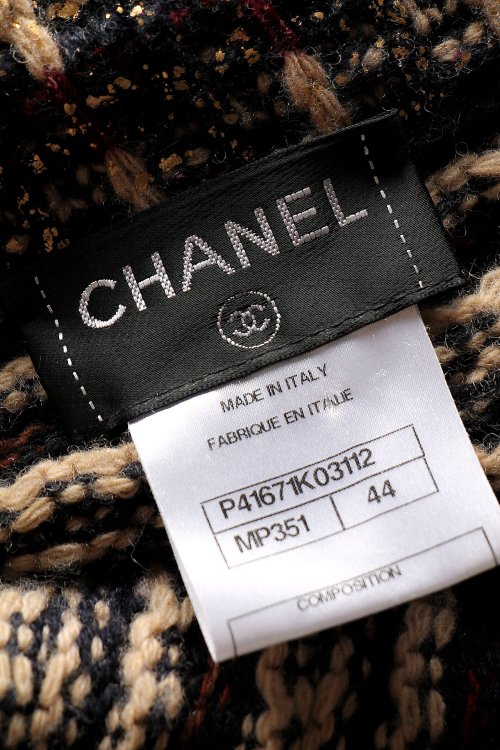 CHANEL
MADE IN ITALY
FABRIQUE EN ITALIE
P41671K03112
MP351 44
COMPOSITION